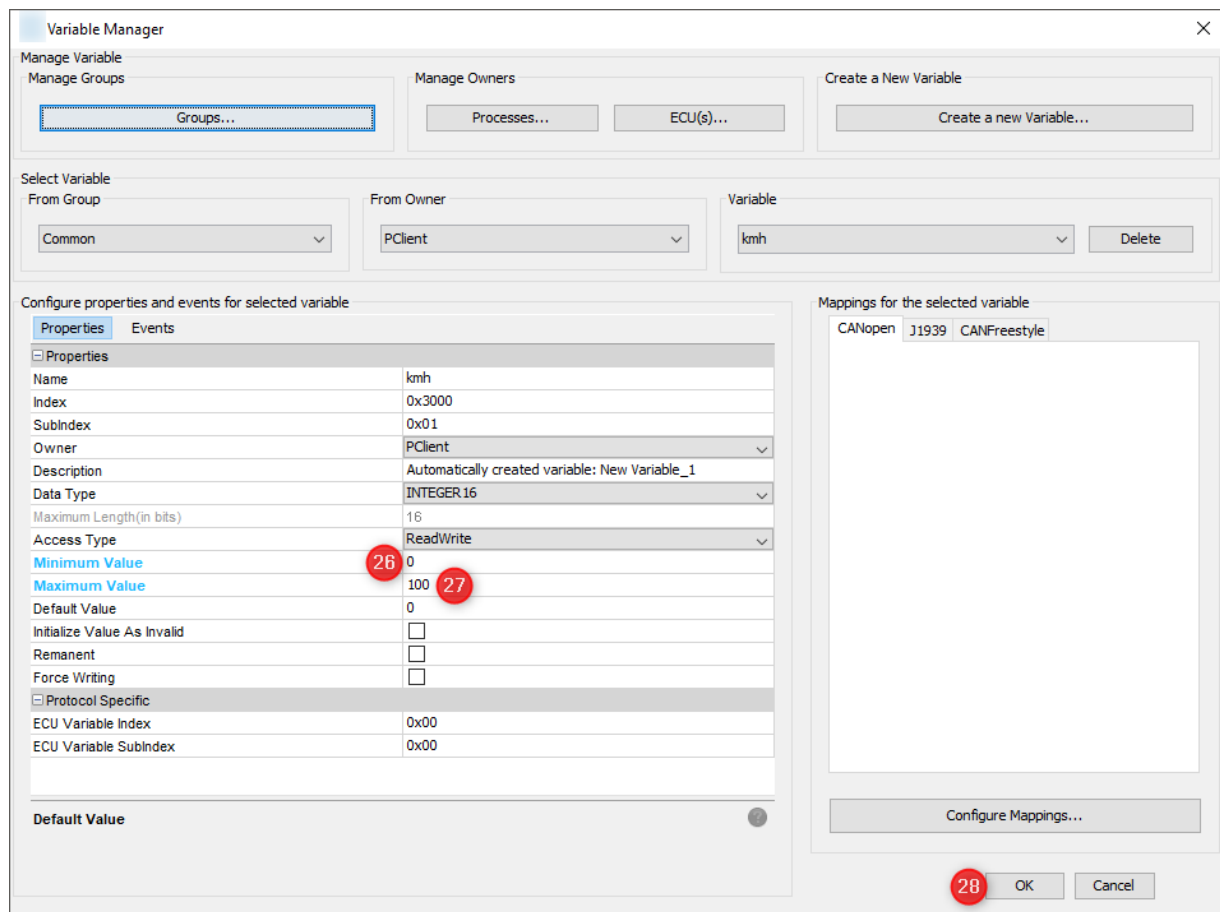 Variable Manager
Manage Variable
Manage Groups
Manage Owners
Create a New Variable
Groups...
Processes...
ECU(s)...
Create a new Variable...
Select Variable
From Group
From Owner
Variable
Common
PClient
kmh
Delete
Configure properties and events for selected variable
Mappings for the selected variable
Properties Events
CANopen J1939 CANFreestyle
Properties
Name kmh
Index 0x3000
SubIndex 0x01
Owner PClient
Description Automatically created variable: New Variable_1
Data Type INTEGER16
Maximum Length(in bits) 16
Access Type ReadWrite
Minimum Value 26 0
Maximum Value 100 27
Default Value 0
Initialize Value As Invalid
Remanent
Force Writing
Protocol Specific
ECU Variable Index 0x00
ECU Variable SubIndex 0x00
Default Value
?
Configure Mappings...
28 OK Cancel